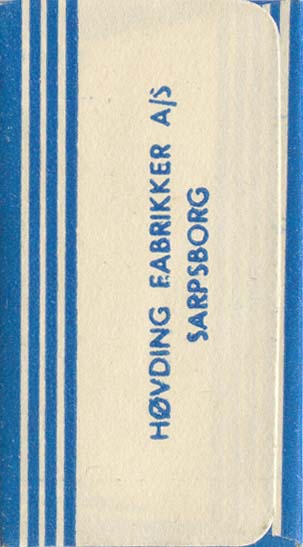 HØVDING FABRIKKER A/S
SARPSBORG